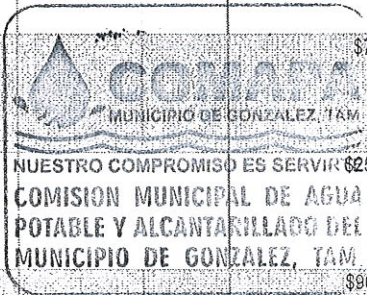 COMAPA
MUNICIPIO DE GONZALEZ, TAM
NUESTRO COMPROMISO ES SERVIR
COMISION MUNICIPAL DE AGUA
POTABLE Y ALCANTARILLADO DEL
MUNICIPIO DE GONZALEZ, TAM.